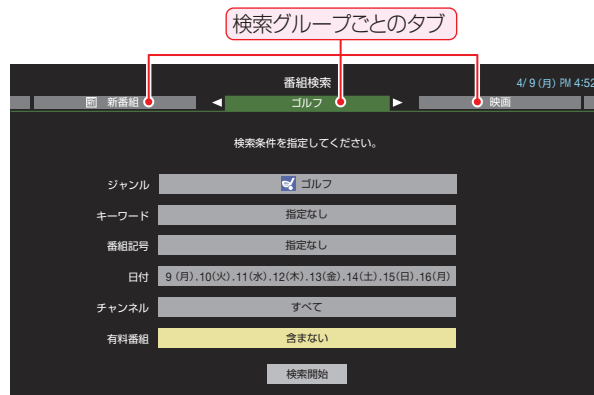 検索グループごとのタブ
番組検索
4/ 9 (月) PM 4:52
新 新番組
ゴルフ
映画
検索条件を指定してください。
ジャンル ゴルフ
キーワード 指定なし
番組記号 指定なし
日付 9 (月).10(火).11(水).12(木).13(金).14(土).15(日).16(月)
チャンネル すべて
有料番組 含まない
検索開始